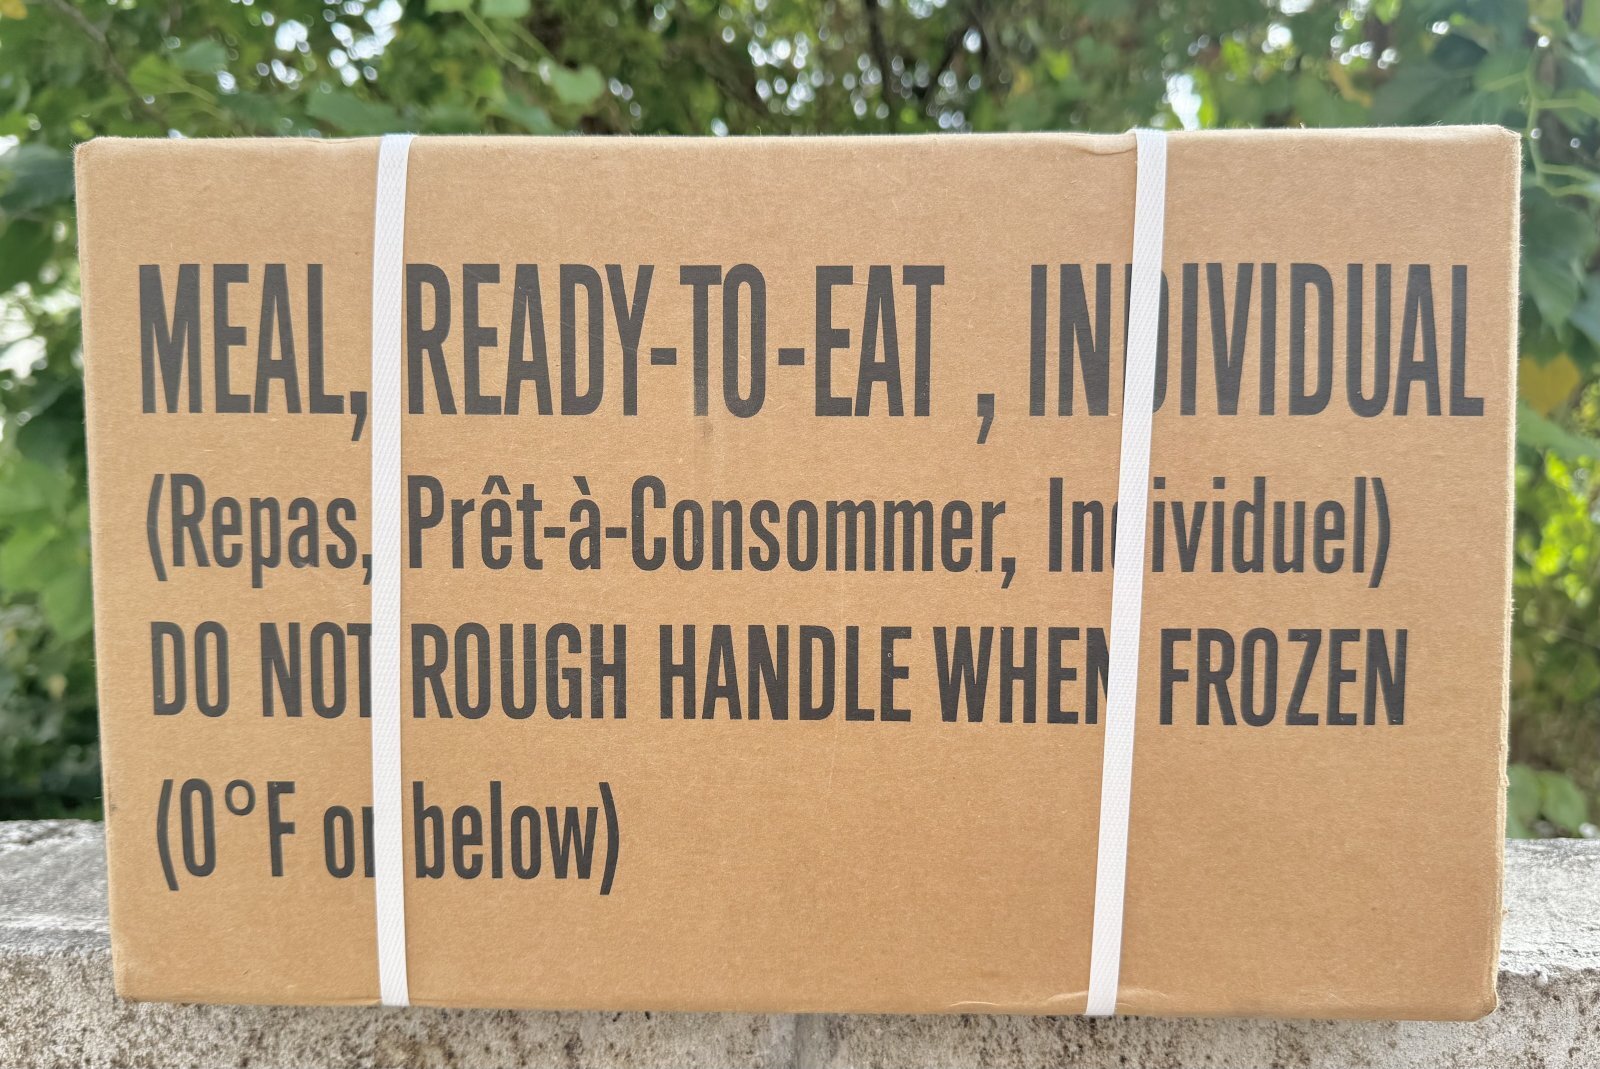 MEAL, READY-TO-EAT , INDIVIDUAL
(Repas, Prêt-à-Consommer, Individuel)
DO NOT ROUGH HANDLE WHEN FROZEN
(0°F or below)